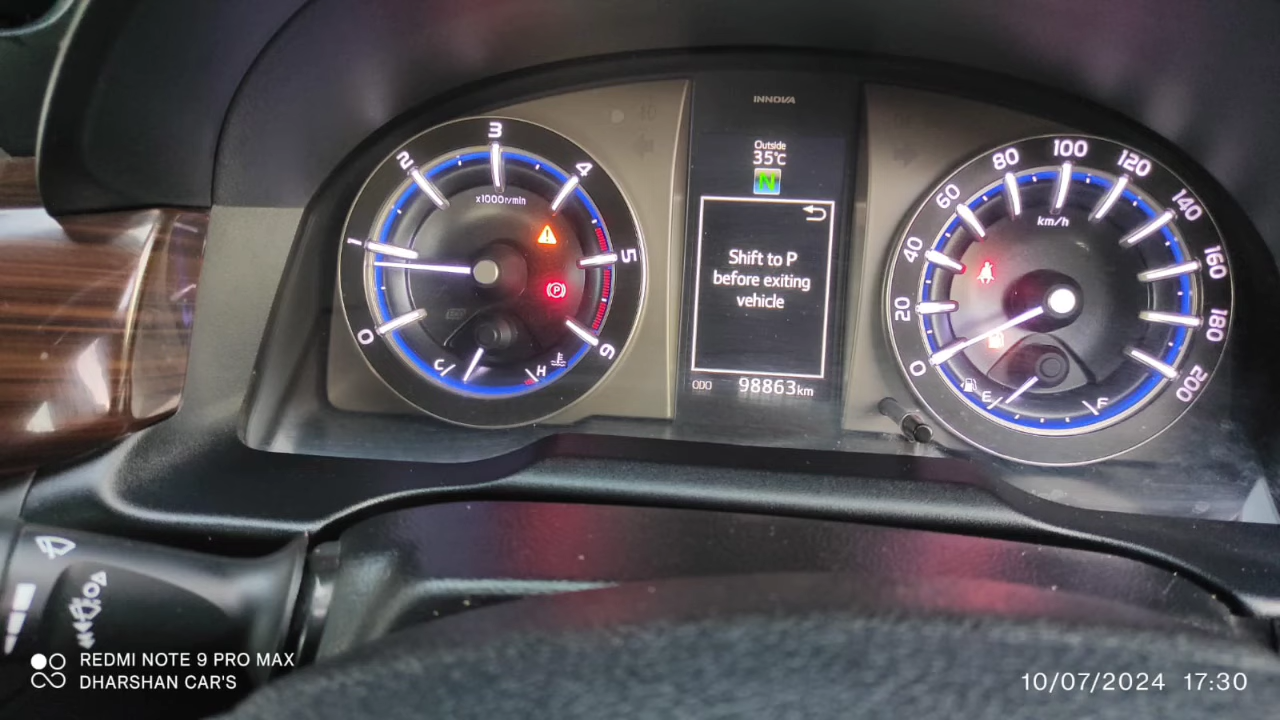 INNOVA
Outside
35℃
N
Shift to P
before exiting
vehicle
ODO 98863 km
0
1
2
3
4
5
6
x1000r/min
(P)
C
H
0
20
40
60
80
100
120
140
160
180
200
km/h
E
F
REDMI NOTE 9 PRO MAX
DHARSHAN CAR'S
10/07/2024 17:30